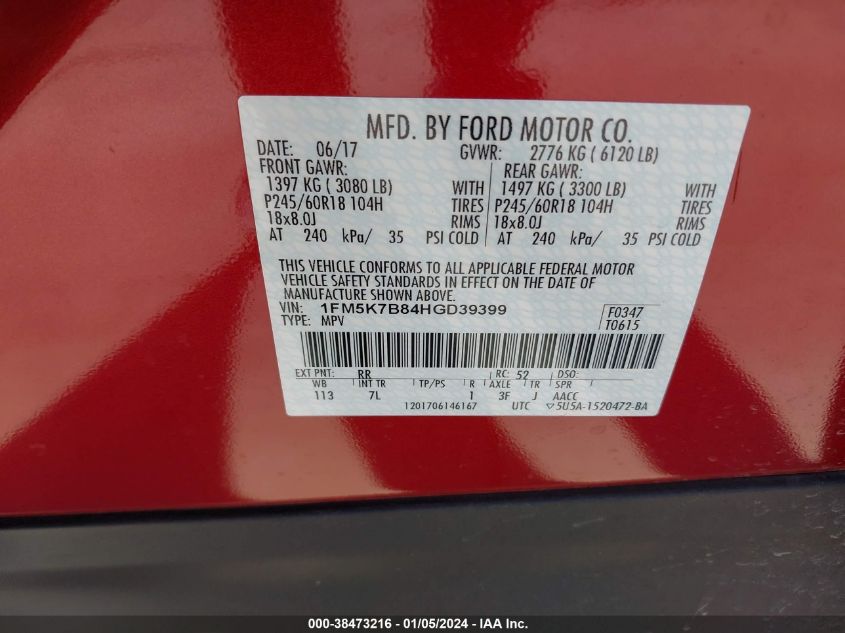 MFD. BY FORD MOTOR CO.
DATE: 06/17 GVWR: 2776 KG ( 6120 LB)
FRONT GAWR: REAR GAWR:
1397 KG ( 3080 LB) WITH 1497 KG ( 3300 LB) WITH
P245/60R18 104H TIRES P245/60R18 104H TIRES
18x8.0J RIMS 18x8.0J RIMS
AT 240 kPa/ 35 PSI COLD AT 240 kPa/ 35 PSI COLD
THIS VEHICLE CONFORMS TO ALL APPLICABLE FEDERAL MOTOR
VEHICLE SAFETY STANDARDS IN EFFECT ON THE DATE OF
MANUFACTURE SHOWN ABOVE.
VIN: 1FM5K7B84HGD39399 F0347
TYPE: MPV T0615
EXT PNT: RR RC: 52 DSO:
WB INT TR TP/PS R AXLE TR SPR
113 7L 1 3F J AACC
1201706146167 UTC ▽5U5A-1520472-BA
000-38473216 - 01/05/2024 - IAA Inc.